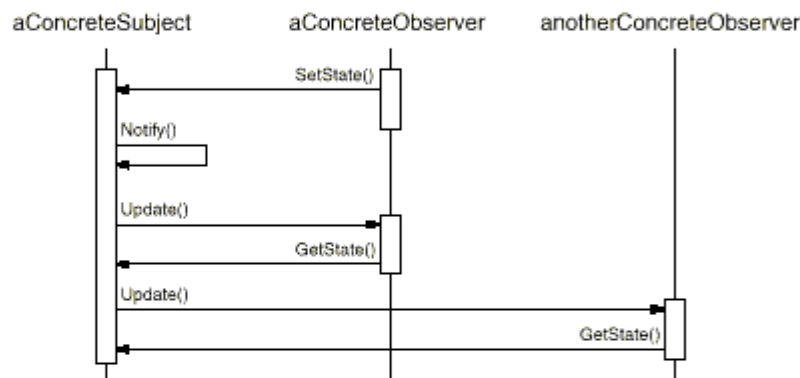 aConcreteSubject
aConcreteObserver
anotherConcreteObserver
SetState()
Notify()
Update()
GetState()
Update()
GetState()